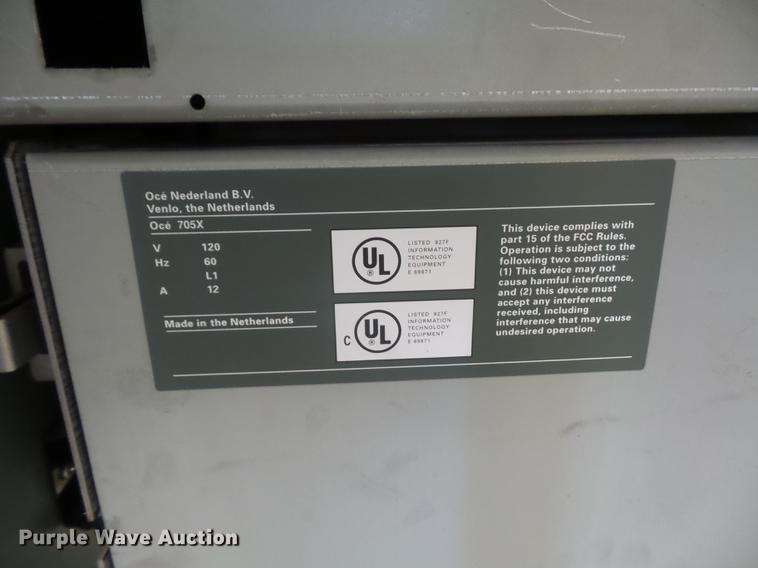 Océ Nederland B.V.
Venlo, the Netherlands
Océ 705X
V 120
Hz 60
L1
A 12
Made in the Netherlands
UL
®
LISTED 927F
INFORMATION
TECHNOLOGY
EQUIPMENT
E 69871
C
UL
®
LISTED 927F
INFORMATION
TECHNOLOGY
EQUIPMENT
E 69871
This device complies with
part 15 of the FCC Rules.
Operation is subject to the
following two conditions:
(1) This device may not
cause harmful interference,
and (2) this device must
accept any interference
received, including
interference that may cause
undesired operation.
Purple Wave Auction